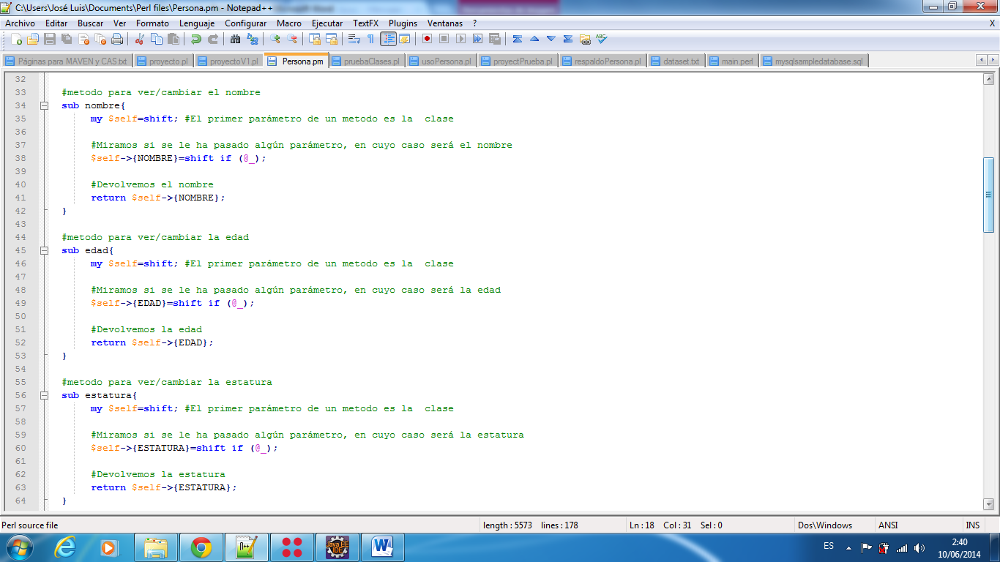 C:\Users\José Luis\Documents\Perl files\Persona.pm - Notepad++
Archivo Editar Buscar Ver Formato Lenguaje Configurar Macro Ejecutar TextFX Plugins Ventanas ? X
Páginas para MAVEN y CAS.txt proyecto.pl proyectoV1.pl Persona.pm pruebaClases.pl usoPersona.pl proyectPrueba.pl respaldoPersona.pl dataset.txt main.perl mysqlsampledatabase.sql
32
33 #metodo para ver/cambiar el nombre
34 sub nombre{
35 my $self=shift; #El primer parámetro de un metodo es la  clase
36
37 #Miramos si se le ha pasado algún parámetro, en cuyo caso será el nombre
38 $self->{NOMBRE}=shift if (@_);
39
40 #Devolvemos el nombre
41 return $self->{NOMBRE};
42 }
43
44 #metodo para ver/cambiar la edad
45 sub edad{
46 my $self=shift; #El primer parámetro de un metodo es la  clase
47
48 #Miramos si se le ha pasado algún parámetro, en cuyo caso será la edad
49 $self->{EDAD}=shift if (@_);
50
51 #Devolvemos la edad
52 return $self->{EDAD};
53 }
54
55 #metodo para ver/cambiar la estatura
56 sub estatura{
57 my $self=shift; #El primer parámetro de un metodo es la  clase
58
59 #Miramos si se le ha pasado algún parámetro, en cuyo caso será la estatura
60 $self->{ESTATURA}=shift if (@_);
61
62 #Devolvemos la estatura
63 return $self->{ESTATURA};
64 }
Perl source file length : 5573 lines : 178 Ln : 18 Col : 31 Sel : 0 Dos\Windows ANSI INS
Java EE IDE
ES
2:40
10/06/2014